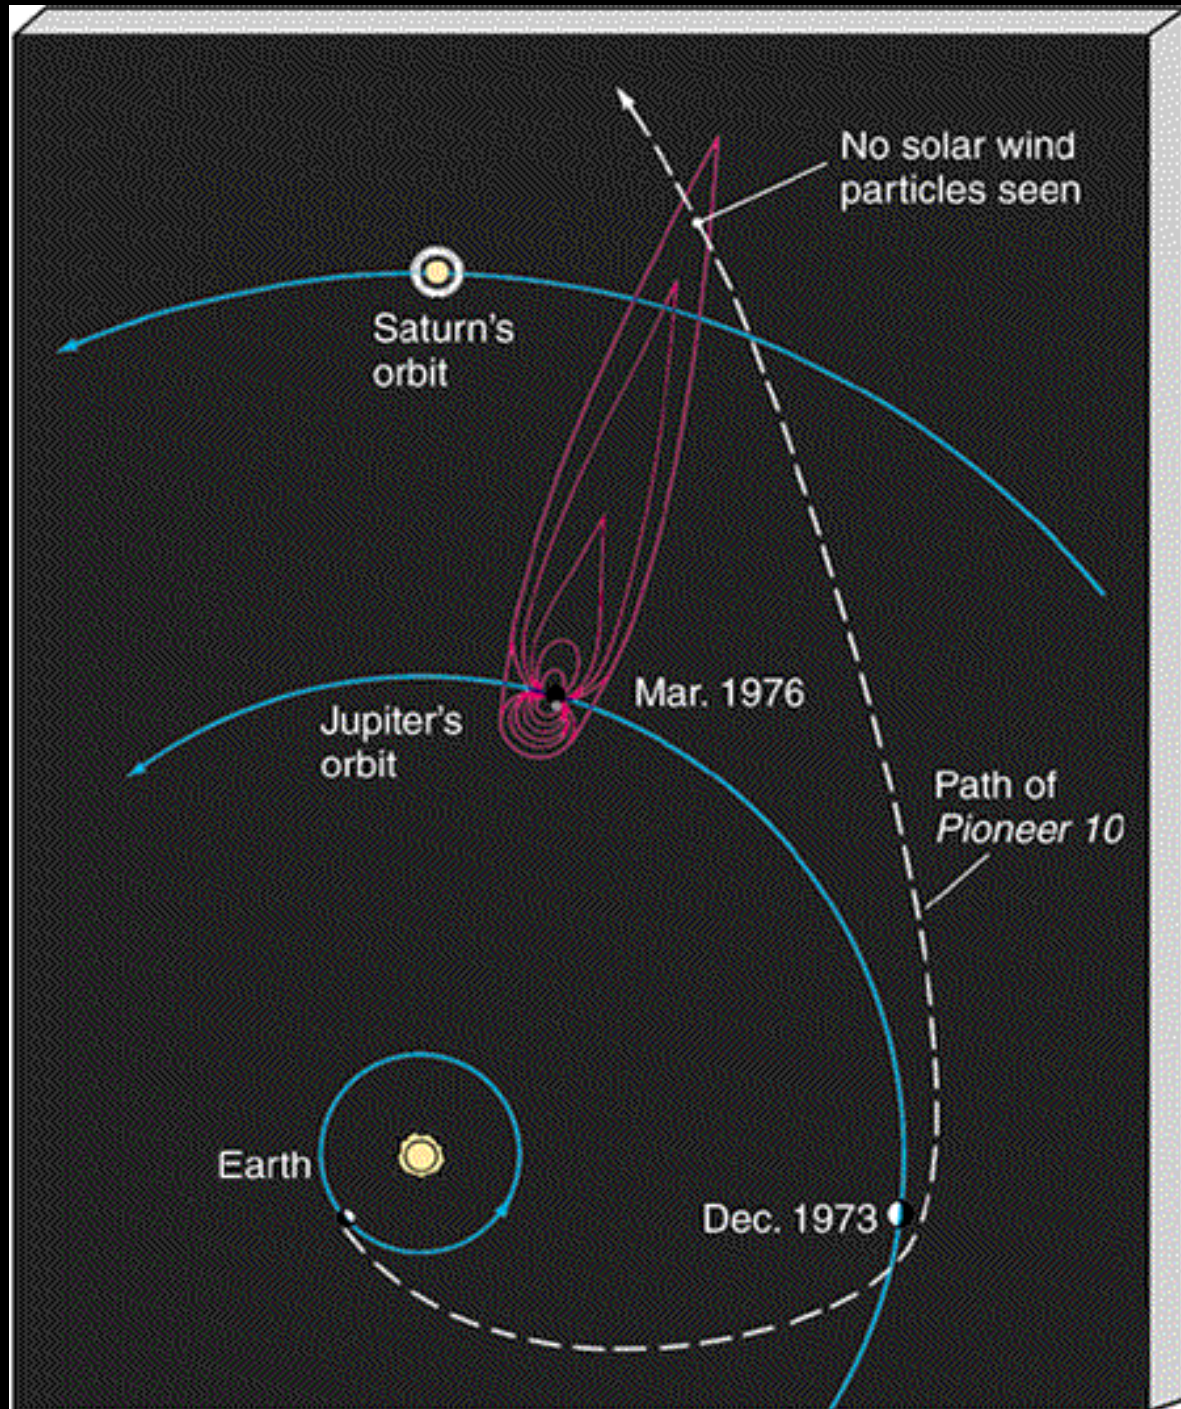 No solar wind
particles seen
Saturn's
orbit
Mar. 1976
Jupiter's
orbit
Path of
Pioneer 10
Earth
Dec. 1973